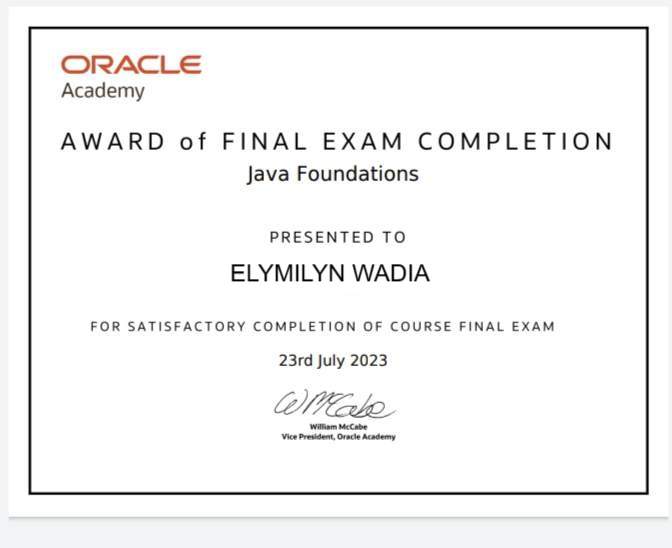 ORACLE
Academy
AWARD of FINAL EXAM COMPLETION
Java Foundations
PRESENTED TO
ELYMILYN WADIA
FOR SATISFACTORY COMPLETION OF COURSE FINAL EXAM
23rd July 2023
WMcCabe
William McCabe
Vice President, Oracle Academy